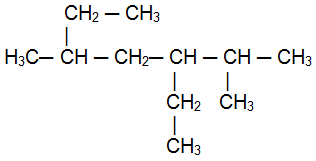 CH₂ – CH₃
H₃C – CH – CH₂ – CH – CH – CH₃
CH₂ CH₃
CH₃